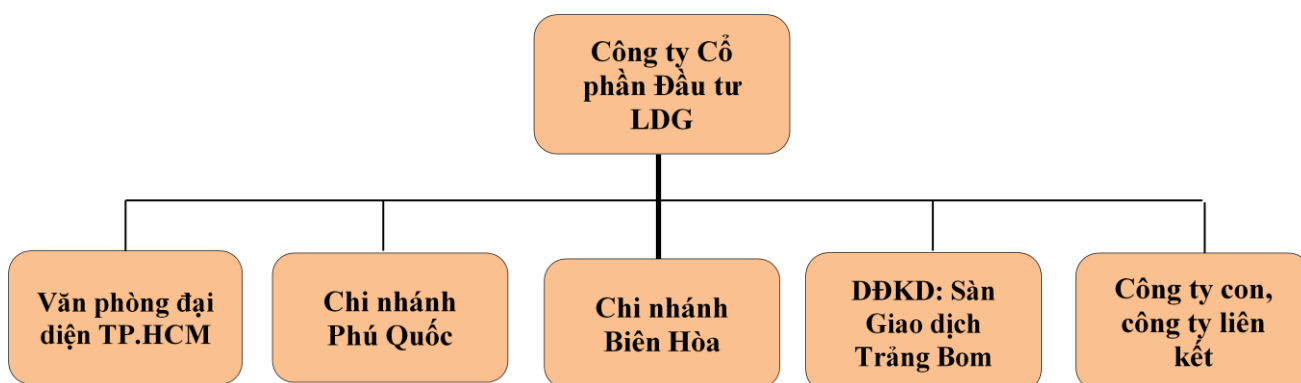 Công ty Cổ
phần Đầu tư
LDG
Văn phòng đại
diện TP.HCM
Chi nhánh
Phú Quốc
Chi nhánh
Biên Hòa
DĐKD: Sàn
Giao dịch
Trảng Bom
Công ty con,
công ty liên
kết